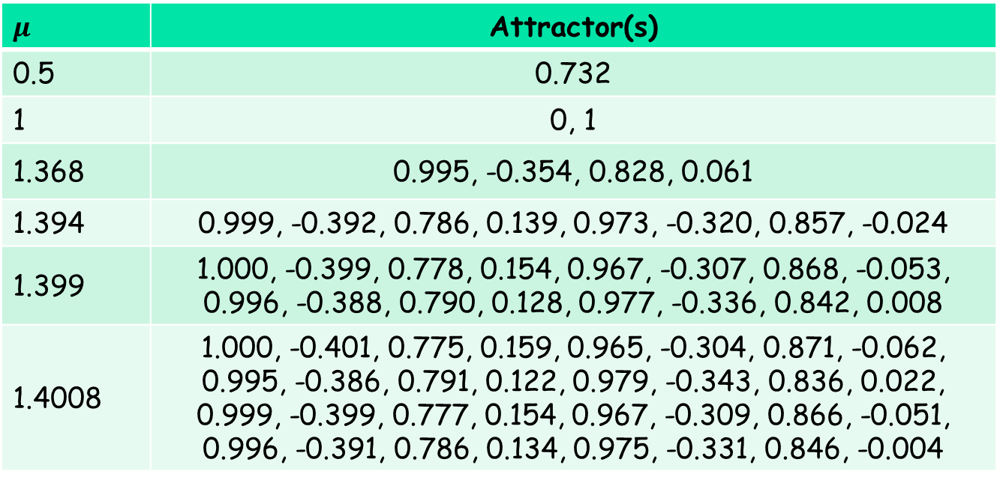 μ Attractor(s)
0.5 0.732
1 0, 1
1.368 0.995, -0.354, 0.828, 0.061
1.394 0.999, -0.392, 0.786, 0.139, 0.973, -0.320, 0.857, -0.024
1.399 1.000, -0.399, 0.778, 0.154, 0.967, -0.307, 0.868, -0.053,
0.996, -0.388, 0.790, 0.128, 0.977, -0.336, 0.842, 0.008
1.4008 1.000, -0.401, 0.775, 0.159, 0.965, -0.304, 0.871, -0.062,
0.995, -0.386, 0.791, 0.122, 0.979, -0.343, 0.836, 0.022,
0.999, -0.399, 0.777, 0.154, 0.967, -0.309, 0.866, -0.051,
0.996, -0.391, 0.786, 0.134, 0.975, -0.331, 0.846, -0.004